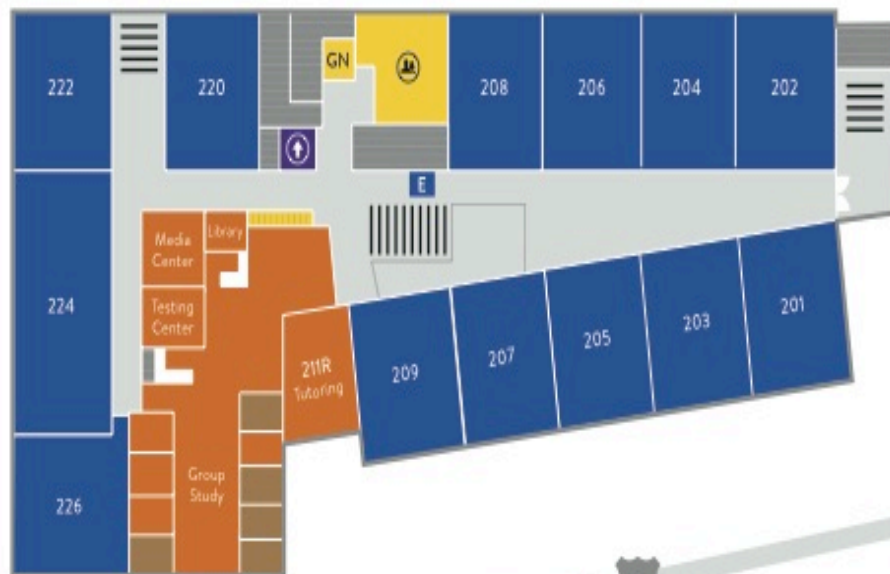 222
220
GN
208
206
204
202
E
Media
Center
Library
224
Testing
Center
211R
Tutoring
209
207
205
203
201
Group
Study
226